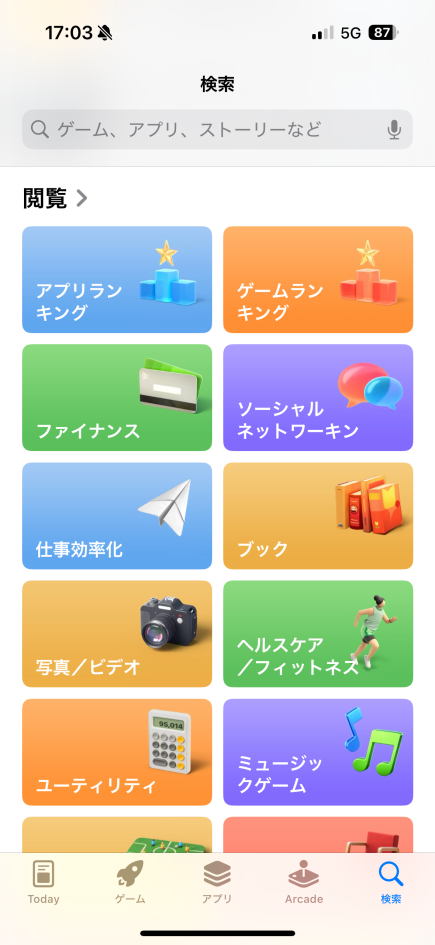 17:03
5G
87
検索
ゲーム、アプリ、ストーリーなど
閲覧
アプリラン
キング
ゲームラン
キング
ファイナンス
ソーシャル
ネットワーキン
仕事効率化
ブック
写真／ビデオ
ヘルスケア
／フィットネス
95,014
ユーティリティ
ミュージッ
クゲーム
Today
ゲーム
アプリ
Arcade
検索